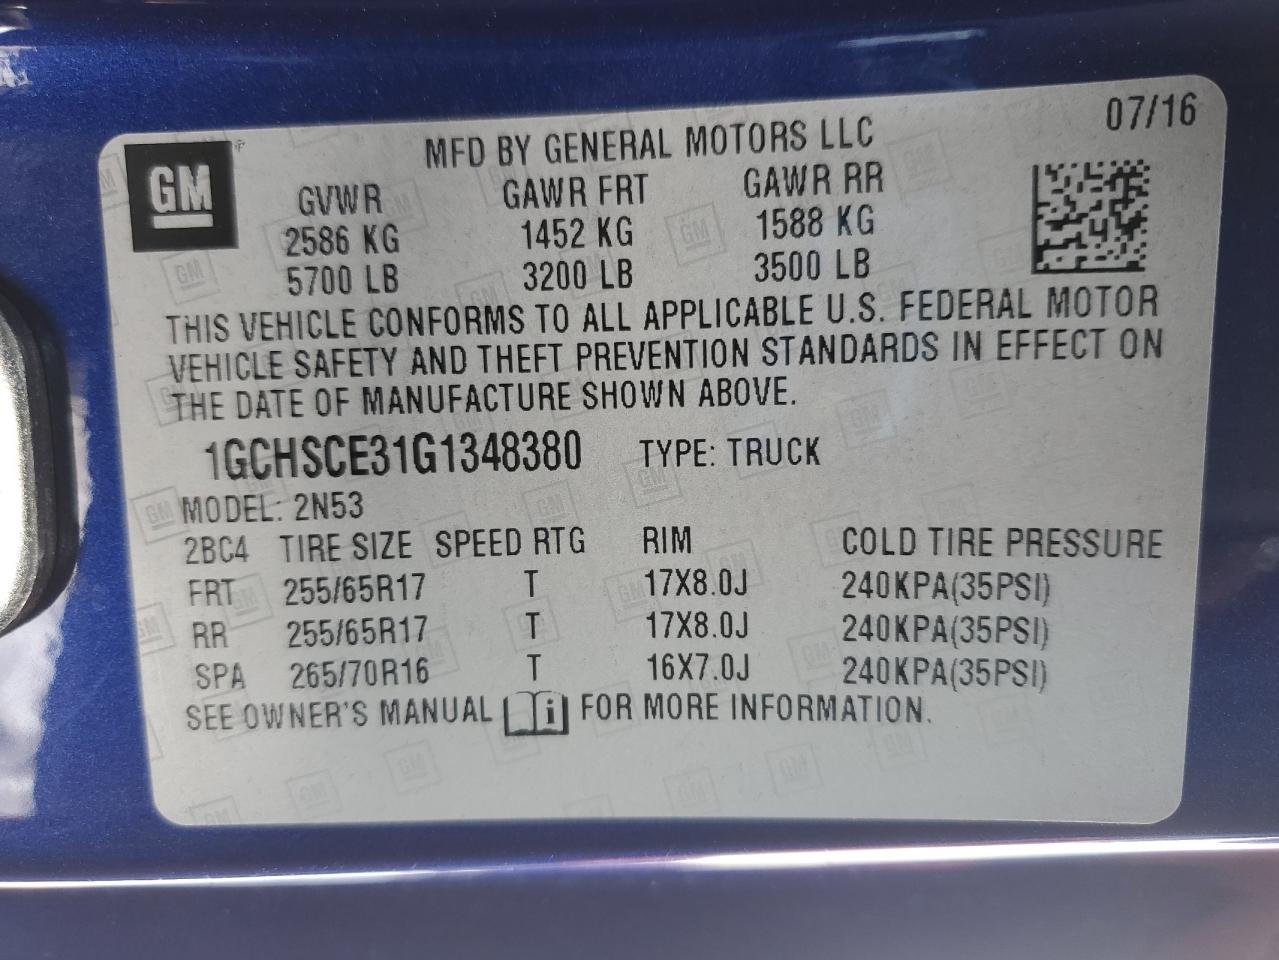 07/16
GM
MFD BY GENERAL MOTORS LLC
GVWR GAWR FRT GAWR RR
2586 KG 1452 KG 1588 KG
5700 LB 3200 LB 3500 LB
THIS VEHICLE CONFORMS TO ALL APPLICABLE U.S. FEDERAL MOTOR
VEHICLE SAFETY AND THEFT PREVENTION STANDARDS IN EFFECT ON
THE DATE OF MANUFACTURE SHOWN ABOVE.
1GCHSCE31G1348380 TYPE: TRUCK
MODEL: 2N53
2BC4 TIRE SIZE SPEED RTG RIM COLD TIRE PRESSURE
FRT 255/65R17 T 17X8.0J 240KPA(35PSI)
RR 255/65R17 T 17X8.0J 240KPA(35PSI)
SPA 265/70R16 T 16X7.0J 240KPA(35PSI)
SEE OWNER'S MANUAL i FOR MORE INFORMATION.